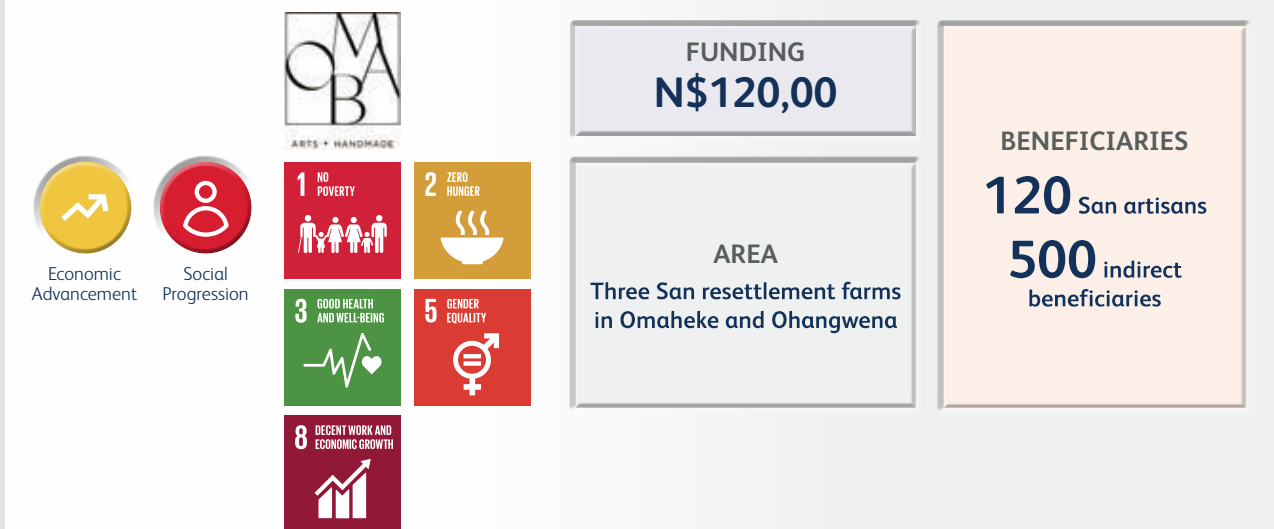 OMBA
ARTS + HANDMADE
Economic
Advancement
Social
Progression
1 NO
POVERTY
2 ZERO
HUNGER
3 GOOD HEALTH
AND WELL-BEING
5 GENDER
EQUALITY
8 DECENT WORK AND
ECONOMIC GROWTH
FUNDING
N$120,00
AREA
Three San resettlement farms
in Omaheke and Ohangwena
BENEFICIARIES
120 San artisans
500 indirect
beneficiaries